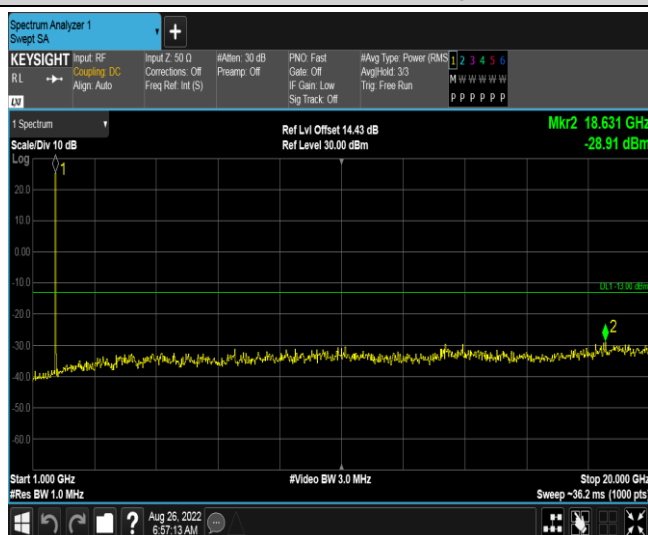 Spectrum Analyzer 1
Swept SA
+
KEYSIGHT
RL
LXI
Input: RF
Coupling: DC
Align: Auto
Input Z: 50 Ω
Corrections: Off
Freq Ref: Int (S)
#Atten: 30 dB
Preamp: Off
PNO: Fast
Gate: Off
IF Gain: Low
Sig Track: Off
#Avg Type: Power (RMS
Avg|Hold: 3/3
Trig: Free Run
1 2 3 4 5 6
M W W W W W
P P P P P P
1 Spectrum
Scale/Div 10 dB
Log
Ref Lvl Offset 14.43 dB
Ref Level 30.00 dBm
Mkr2 18.631 GHz
-28.91 dBm
1
20.0
10.0
0.00
-10.0
DL1 -13.00 dBm
-20.0
2
-30.0
-40.0
-50.0
-60.0
Start 1.000 GHz
#Res BW 1.0 MHz
#Video BW 3.0 MHz
Stop 20.000 GHz
Sweep ~36.2 ms (1000 pts)
?
Aug 26, 2022
6:57:13 AM